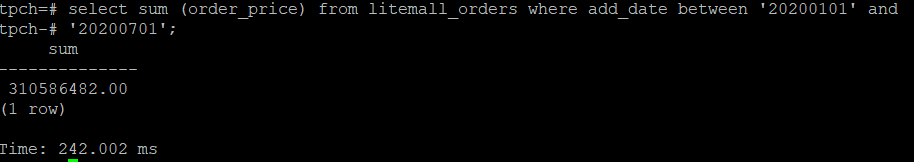 tpch=# select sum (order_price) from litemall_orders where add_date between '20200101' and
tpch-# '20200701';
     sum
--------------
 310586482.00
(1 row)

Time: 242.002 ms